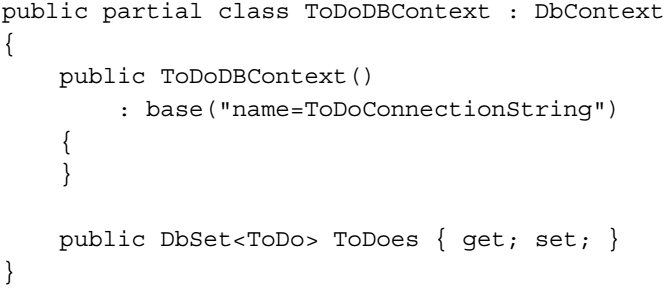 public partial class ToDoDBContext : DbContext
{
    public ToDoDBContext()
        : base("name=ToDoConnectionString")
    {
    }

    public DbSet<ToDo> ToDoes { get; set; }
}